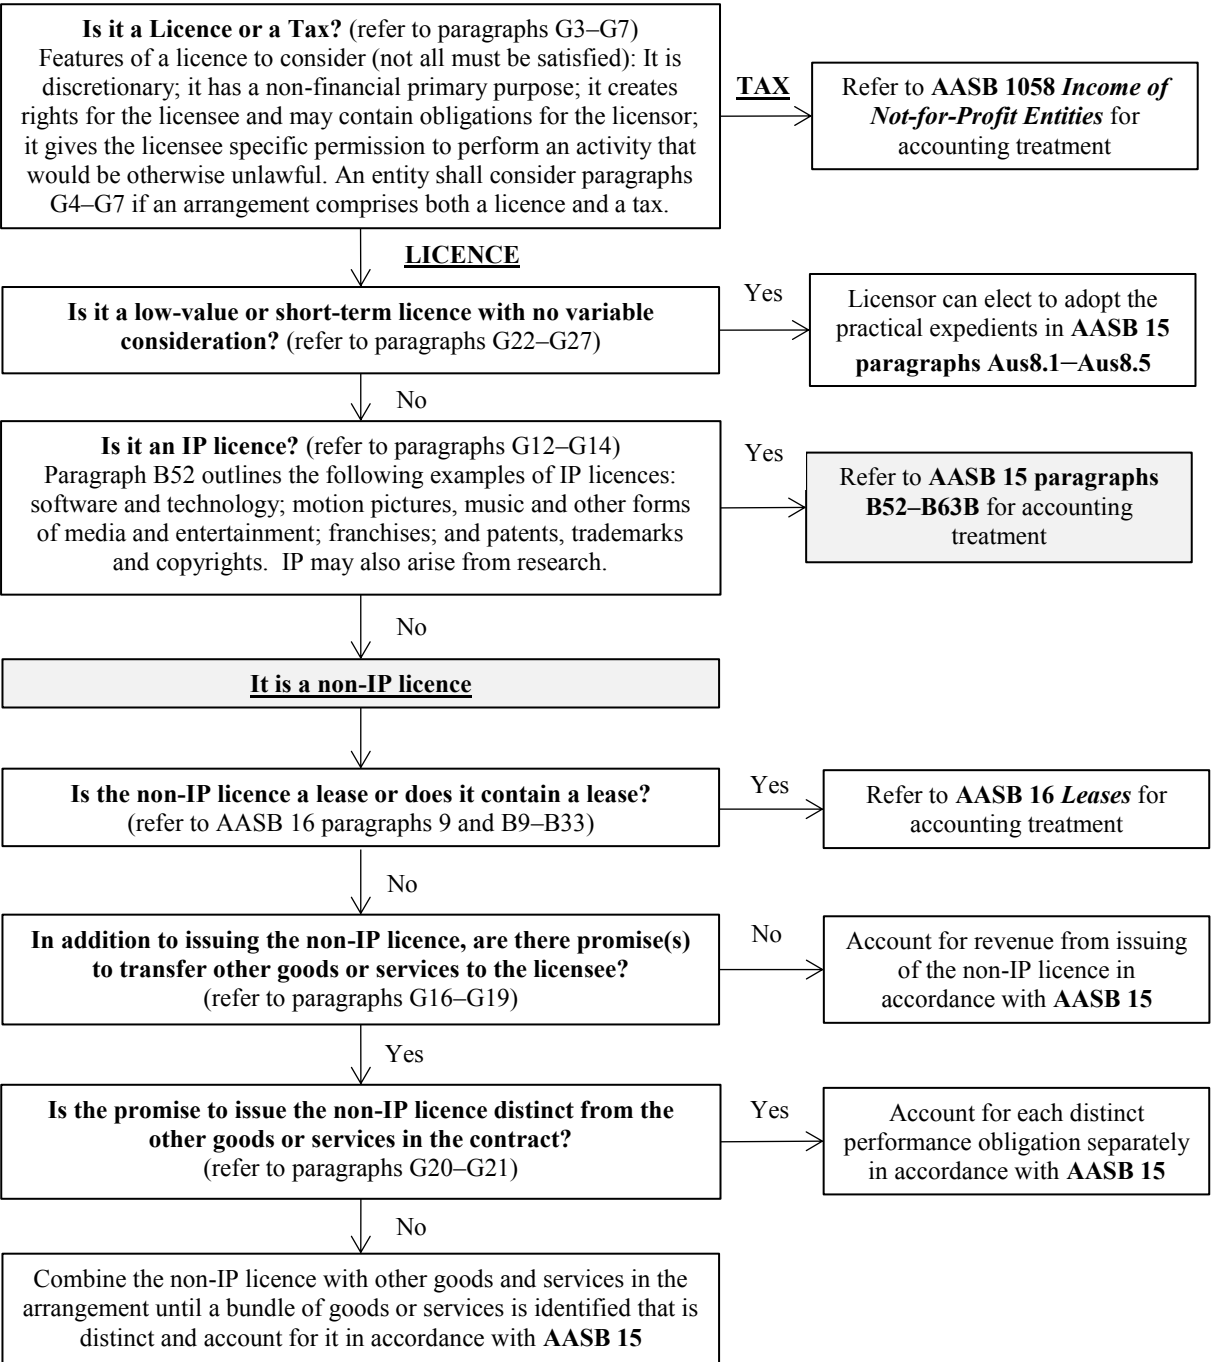 Is it a Licence or a Tax? (refer to paragraphs G3–G7)
Features of a licence to consider (not all must be satisfied): It is
discretionary; it has a non-financial primary purpose; it creates
rights for the licensee and may contain obligations for the licensor;
it gives the licensee specific permission to perform an activity that
would be otherwise unlawful. An entity shall consider paragraphs
G4–G7 if an arrangement comprises both a licence and a tax.
TAX
Refer to AASB 1058 Income of
Not-for-Profit Entities for
accounting treatment
LICENCE
Is it a low-value or short-term licence with no variable
consideration? (refer to paragraphs G22–G27)
Yes
Licensor can elect to adopt the
practical expedients in AASB 15
paragraphs Aus8.1–Aus8.5
No
Is it an IP licence? (refer to paragraphs G12–G14)
Paragraph B52 outlines the following examples of IP licences:
software and technology; motion pictures, music and other forms
of media and entertainment; franchises; and patents, trademarks
and copyrights. IP may also arise from research.
Yes
Refer to AASB 15 paragraphs
B52–B63B for accounting
treatment
No
It is a non-IP licence
Is the non-IP licence a lease or does it contain a lease?
(refer to AASB 16 paragraphs 9 and B9–B33)
Yes
Refer to AASB 16 Leases for
accounting treatment
No
In addition to issuing the non-IP licence, are there promise(s)
to transfer other goods or services to the licensee?
(refer to paragraphs G16–G19)
No
Account for revenue from issuing
of the non-IP licence in
accordance with AASB 15
Yes
Is the promise to issue the non-IP licence distinct from the
other goods or services in the contract?
(refer to paragraphs G20–G21)
Yes
Account for each distinct
performance obligation separately
in accordance with AASB 15
No
Combine the non-IP licence with other goods and services in the
arrangement until a bundle of goods or services is identified that is
distinct and account for it in accordance with AASB 15